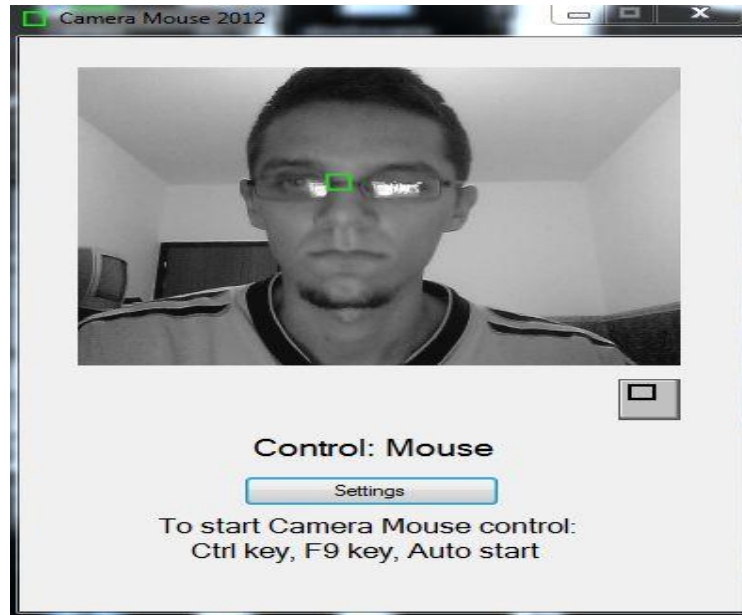 Camera Mouse 2012
Control: Mouse
Settings
To start Camera Mouse control:
Ctrl key, F9 key, Auto start